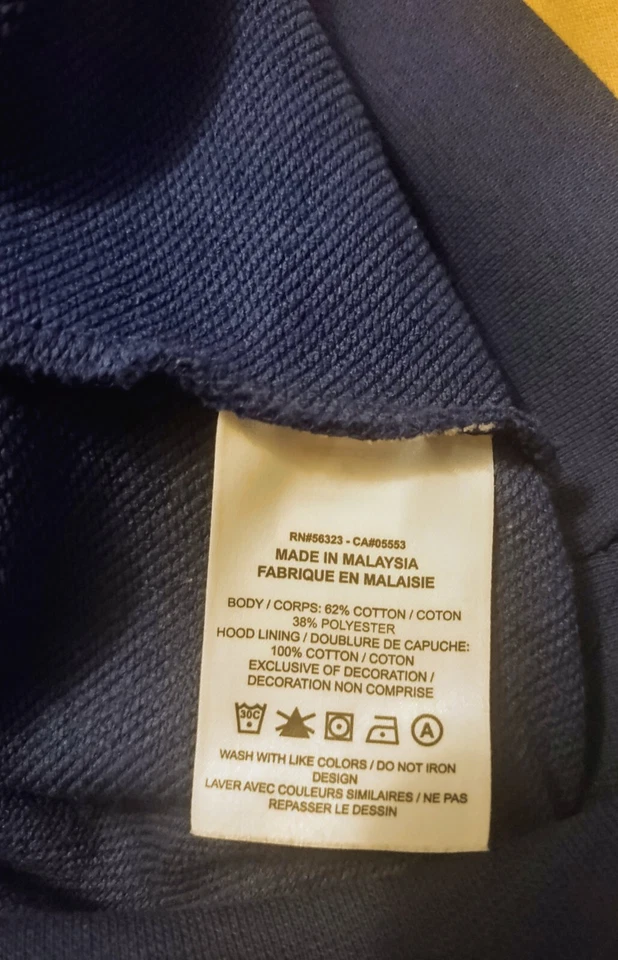 RN#56323 - CA#05553
MADE IN MALAYSIA
FABRIQUE EN MALAISIE
BODY / CORPS: 62% COTTON / COTON
38% POLYESTER
HOOD LINING / DOUBLURE DE CAPUCHE:
100% COTTON / COTON
EXCLUSIVE OF DECORATION /
DECORATION NON COMPRISE
30C A
WASH WITH LIKE COLORS / DO NOT IRON
DESIGN
LAVER AVEC COULEURS SIMILAIRES / NE PAS
REPASSER LE DESSIN